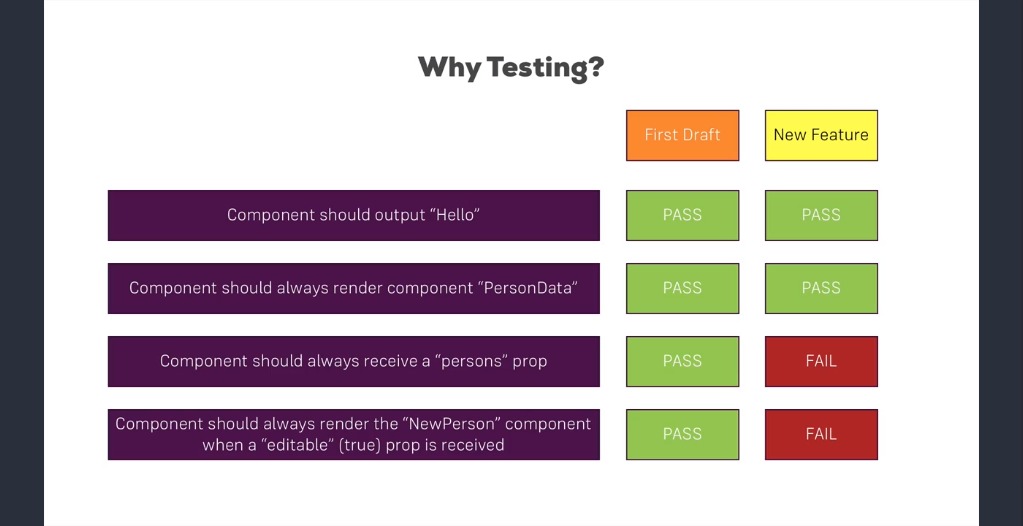 Why Testing?
First Draft
New Feature
Component should output “Hello”
PASS
PASS
Component should always render component “PersonData”
PASS
PASS
Component should always receive a “persons” prop
PASS
FAIL
Component should always render the “NewPerson” component
when a “editable” (true) prop is received
PASS
FAIL